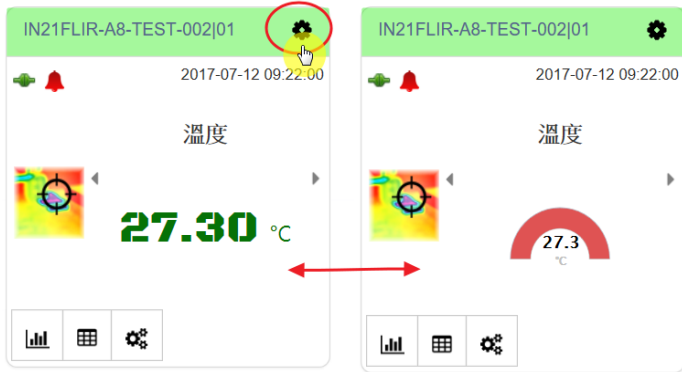 IN21FLIR-A8-TEST-002|01
2017-07-12 09:22:00
溫度
27.30 °C
IN21FLIR-A8-TEST-002|01
2017-07-12 09:22:00
溫度
27.3
°C